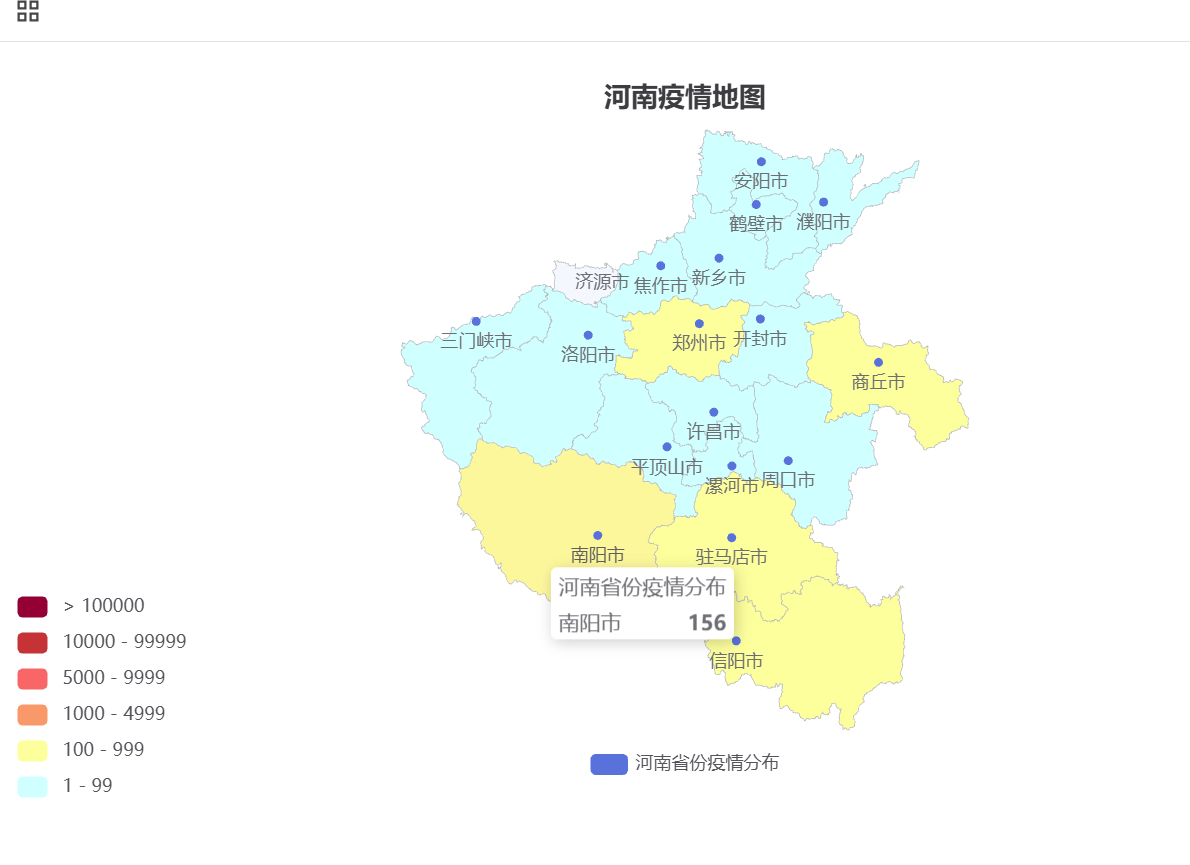 河南疫情地图
安阳市
鹤壁市
濮阳市
济源市
焦作市
新乡市
三门峡市
洛阳市
郑州市
开封市
商丘市
许昌市
平顶山市
漯河市
周口市
南阳市
驻马店市
河南省份疫情分布
南阳市 156
信阳市
> 100000
10000 - 99999
5000 - 9999
1000 - 4999
100 - 999
1 - 99
河南省份疫情分布